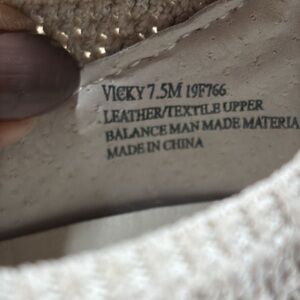 VICKY 7.5M 19F766
LEATHER/TEXTILE UPPER
BALANCE MAN MADE MATERIA
MADE IN CHINA